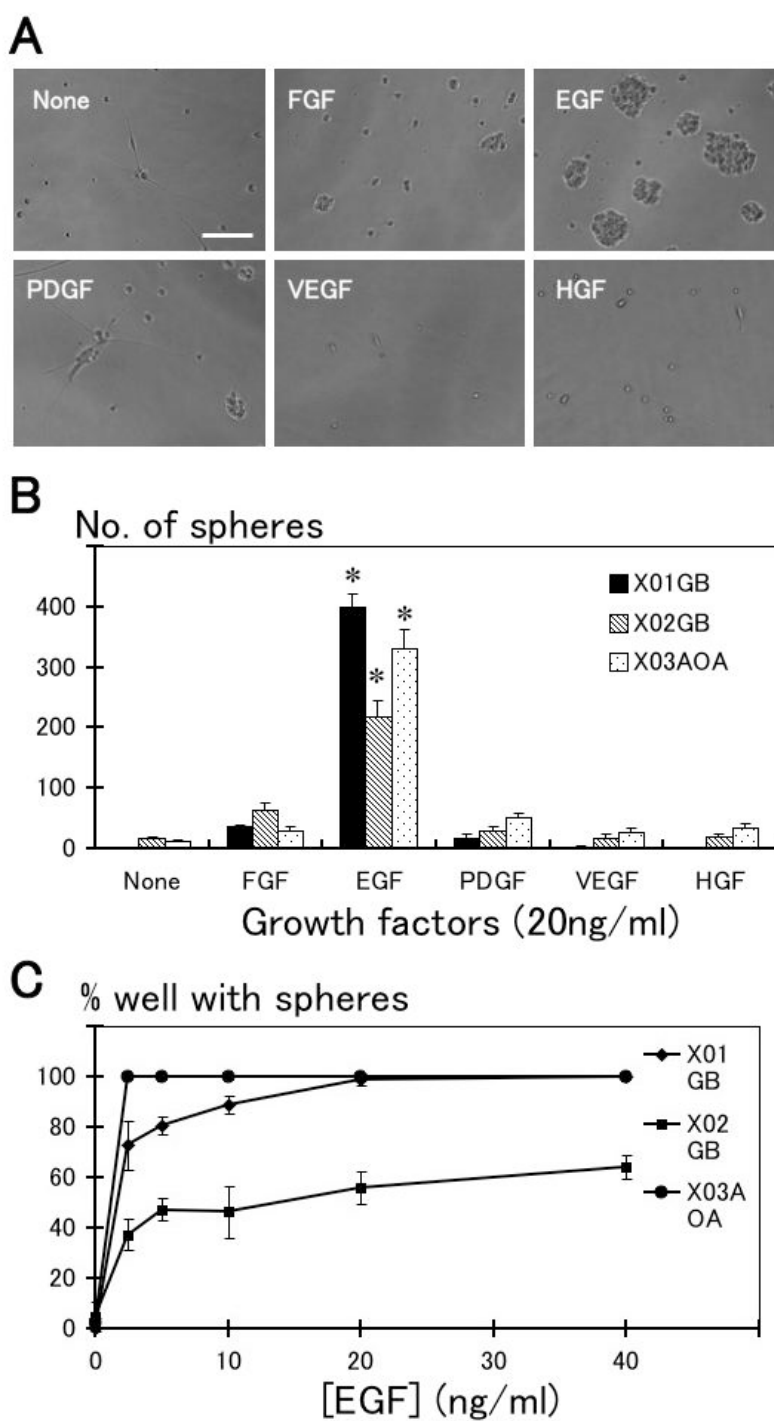 A
None
FGF
EGF
PDGF
VEGF
HGF
B
No. of spheres
400
300
200
100
0
*
*
*
X01GB
X02GB
X03AOA
None FGF EGF PDGF VEGF HGF
Growth factors (20ng/ml)
C
% well with spheres
100
80
60
40
20
0
X01
GB
X02
GB
X03A
OA
0 10 20 30 40
[EGF] (ng/ml)